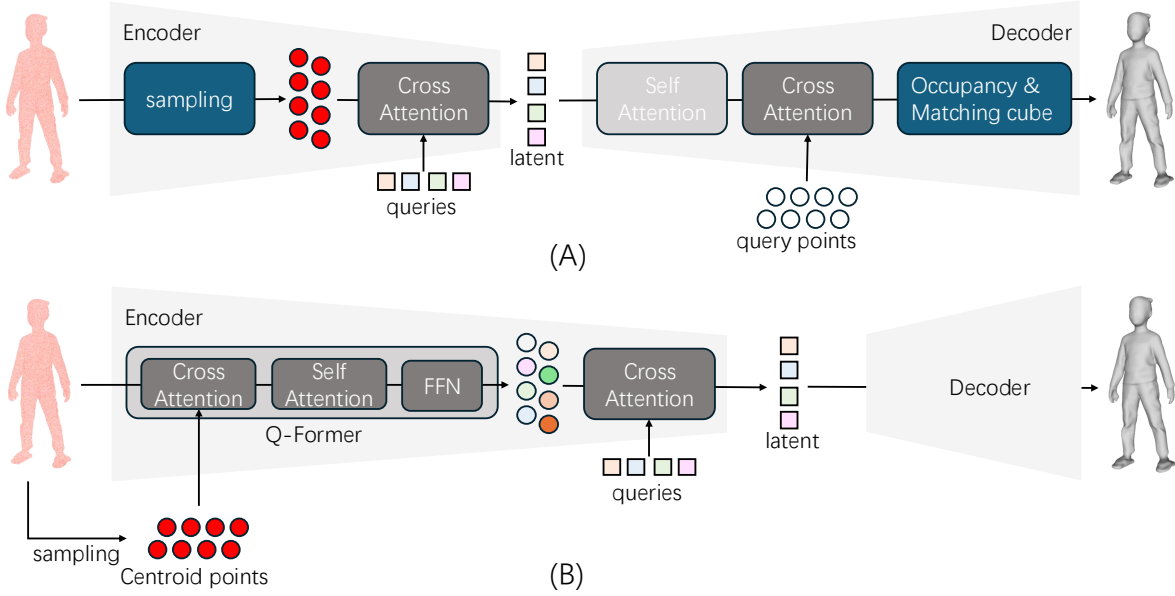 Encoder
Decoder
sampling
Cross
Attention
Self
Attention
Cross
Attention
Occupancy &
Matching cube
latent
queries
query points
(A)
Encoder
Cross
Attention
Self
Attention
FFN
Cross
Attention
Decoder
Q-Former
latent
queries
sampling
Centroid points
(B)